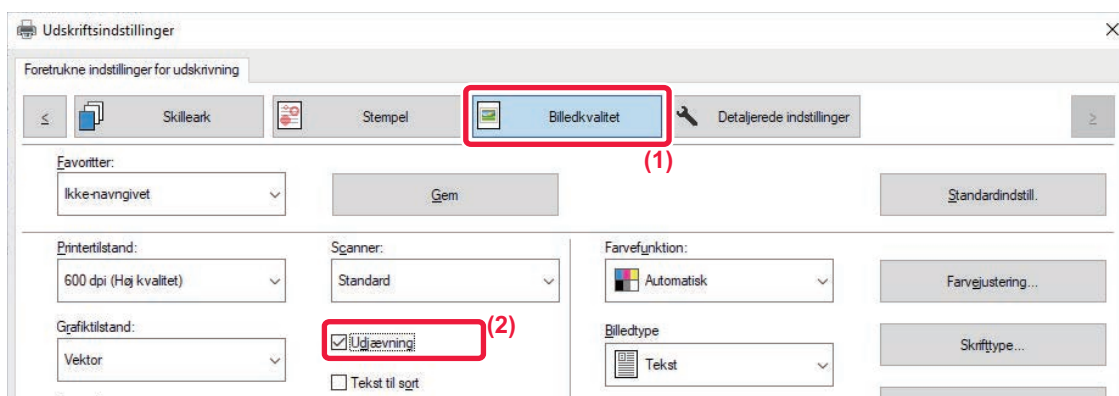 Udskriftsindstillinger
Foretrukne indstillinger for udskrivning
< Skilleark Stempel Billedkvalitet Detaljerede indstillinger >
(1)
Favoritter:
Ikke-navngivet Gem Standardindstill.
Printertilstand: Scanner: Farvefunktion:
600 dpi (Høj kvalitet) Standard Automatisk Farvejustering...
Grafiktilstand: (2) Billedtype
Udjævning Skrifttype...
Vektor Tekst
Tekst til sort